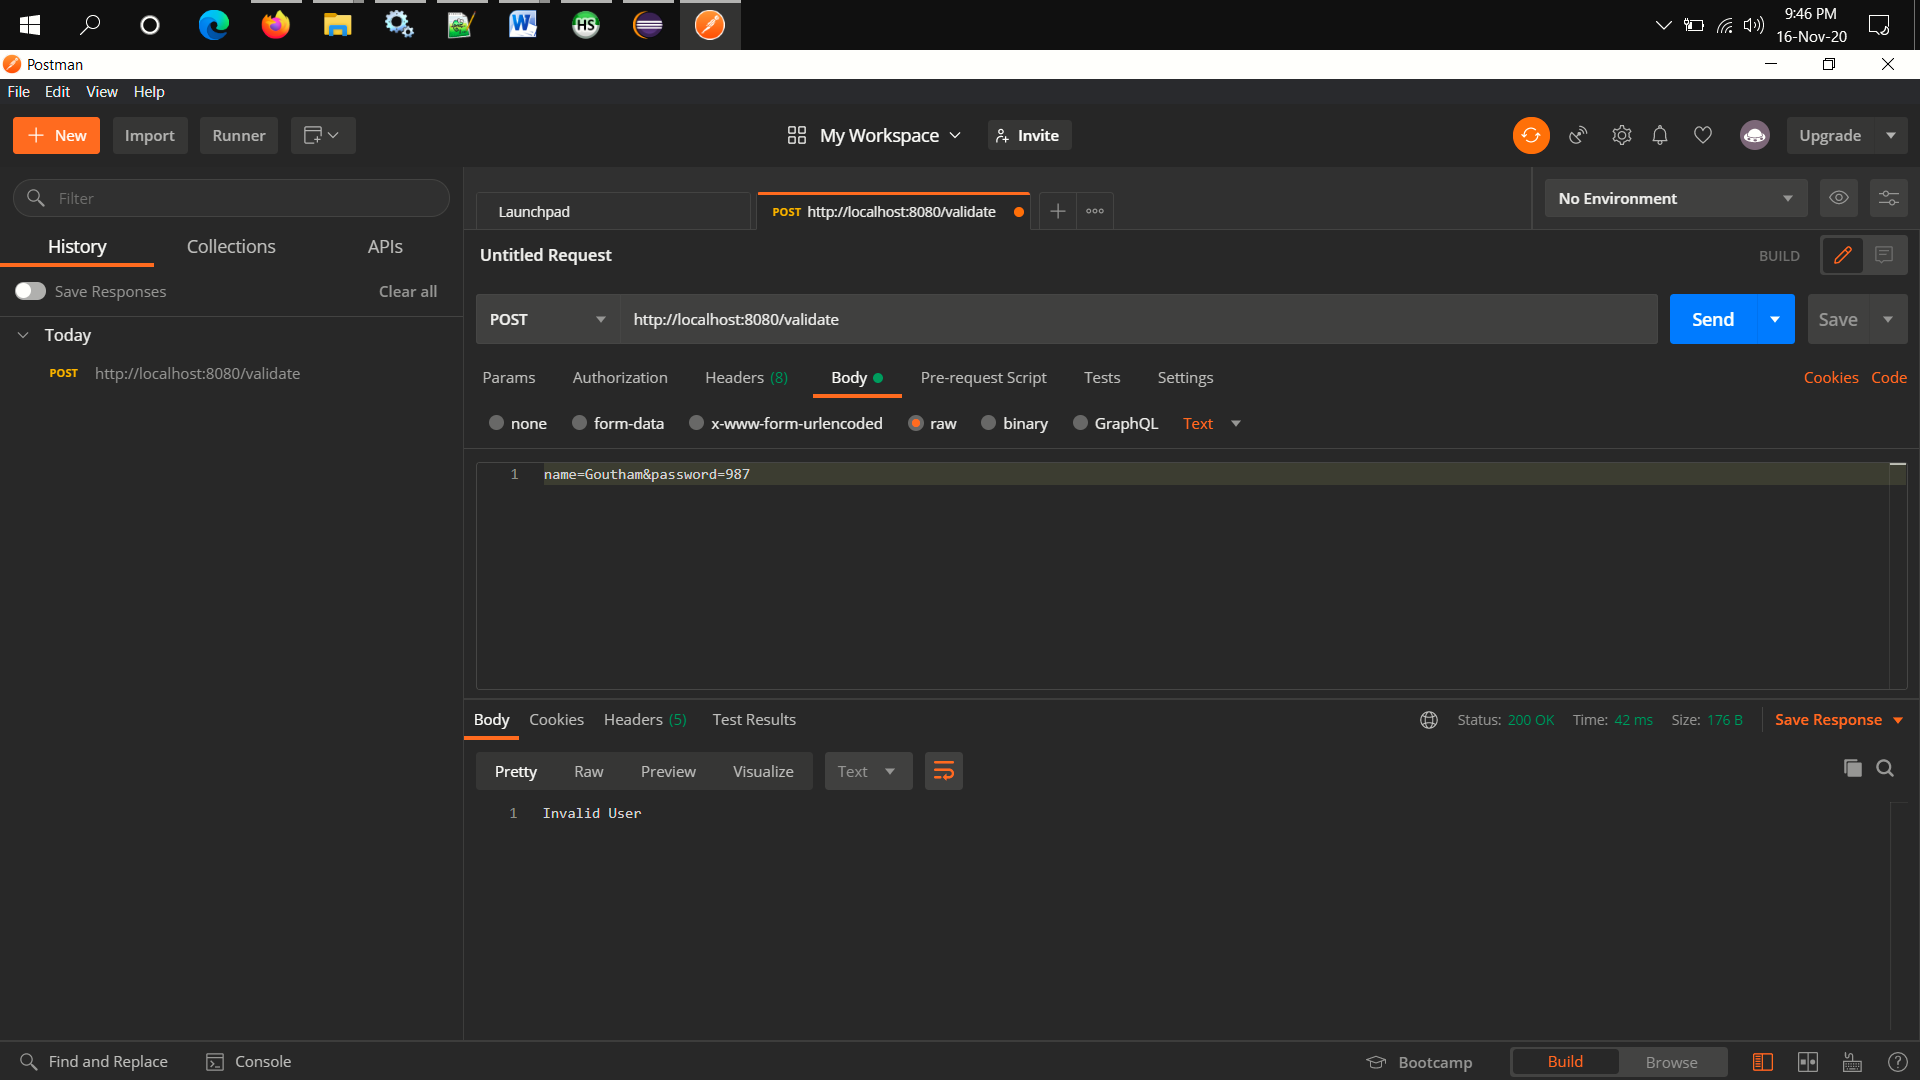 9:46 PM
16-Nov-20
Postman
File Edit View Help
New Import Runner
My Workspace Invite
Upgrade
Filter
Launchpad
POST http://localhost:8080/validate
No Environment
History Collections APIs
Untitled Request
BUILD
Save Responses Clear all
POST http://localhost:8080/validate
Send Save
Today
POST http://localhost:8080/validate
Params Authorization Headers (8) Body Pre-request Script Tests Settings
Cookies Code
none form-data x-www-form-urlencoded raw binary GraphQL Text
1 name=Goutham&password=987
Body Cookies Headers (5) Test Results
Status: 200 OK Time: 42 ms Size: 176 B Save Response
Pretty Raw Preview Visualize Text
1 Invalid User
Find and Replace Console
Bootcamp Build Browse